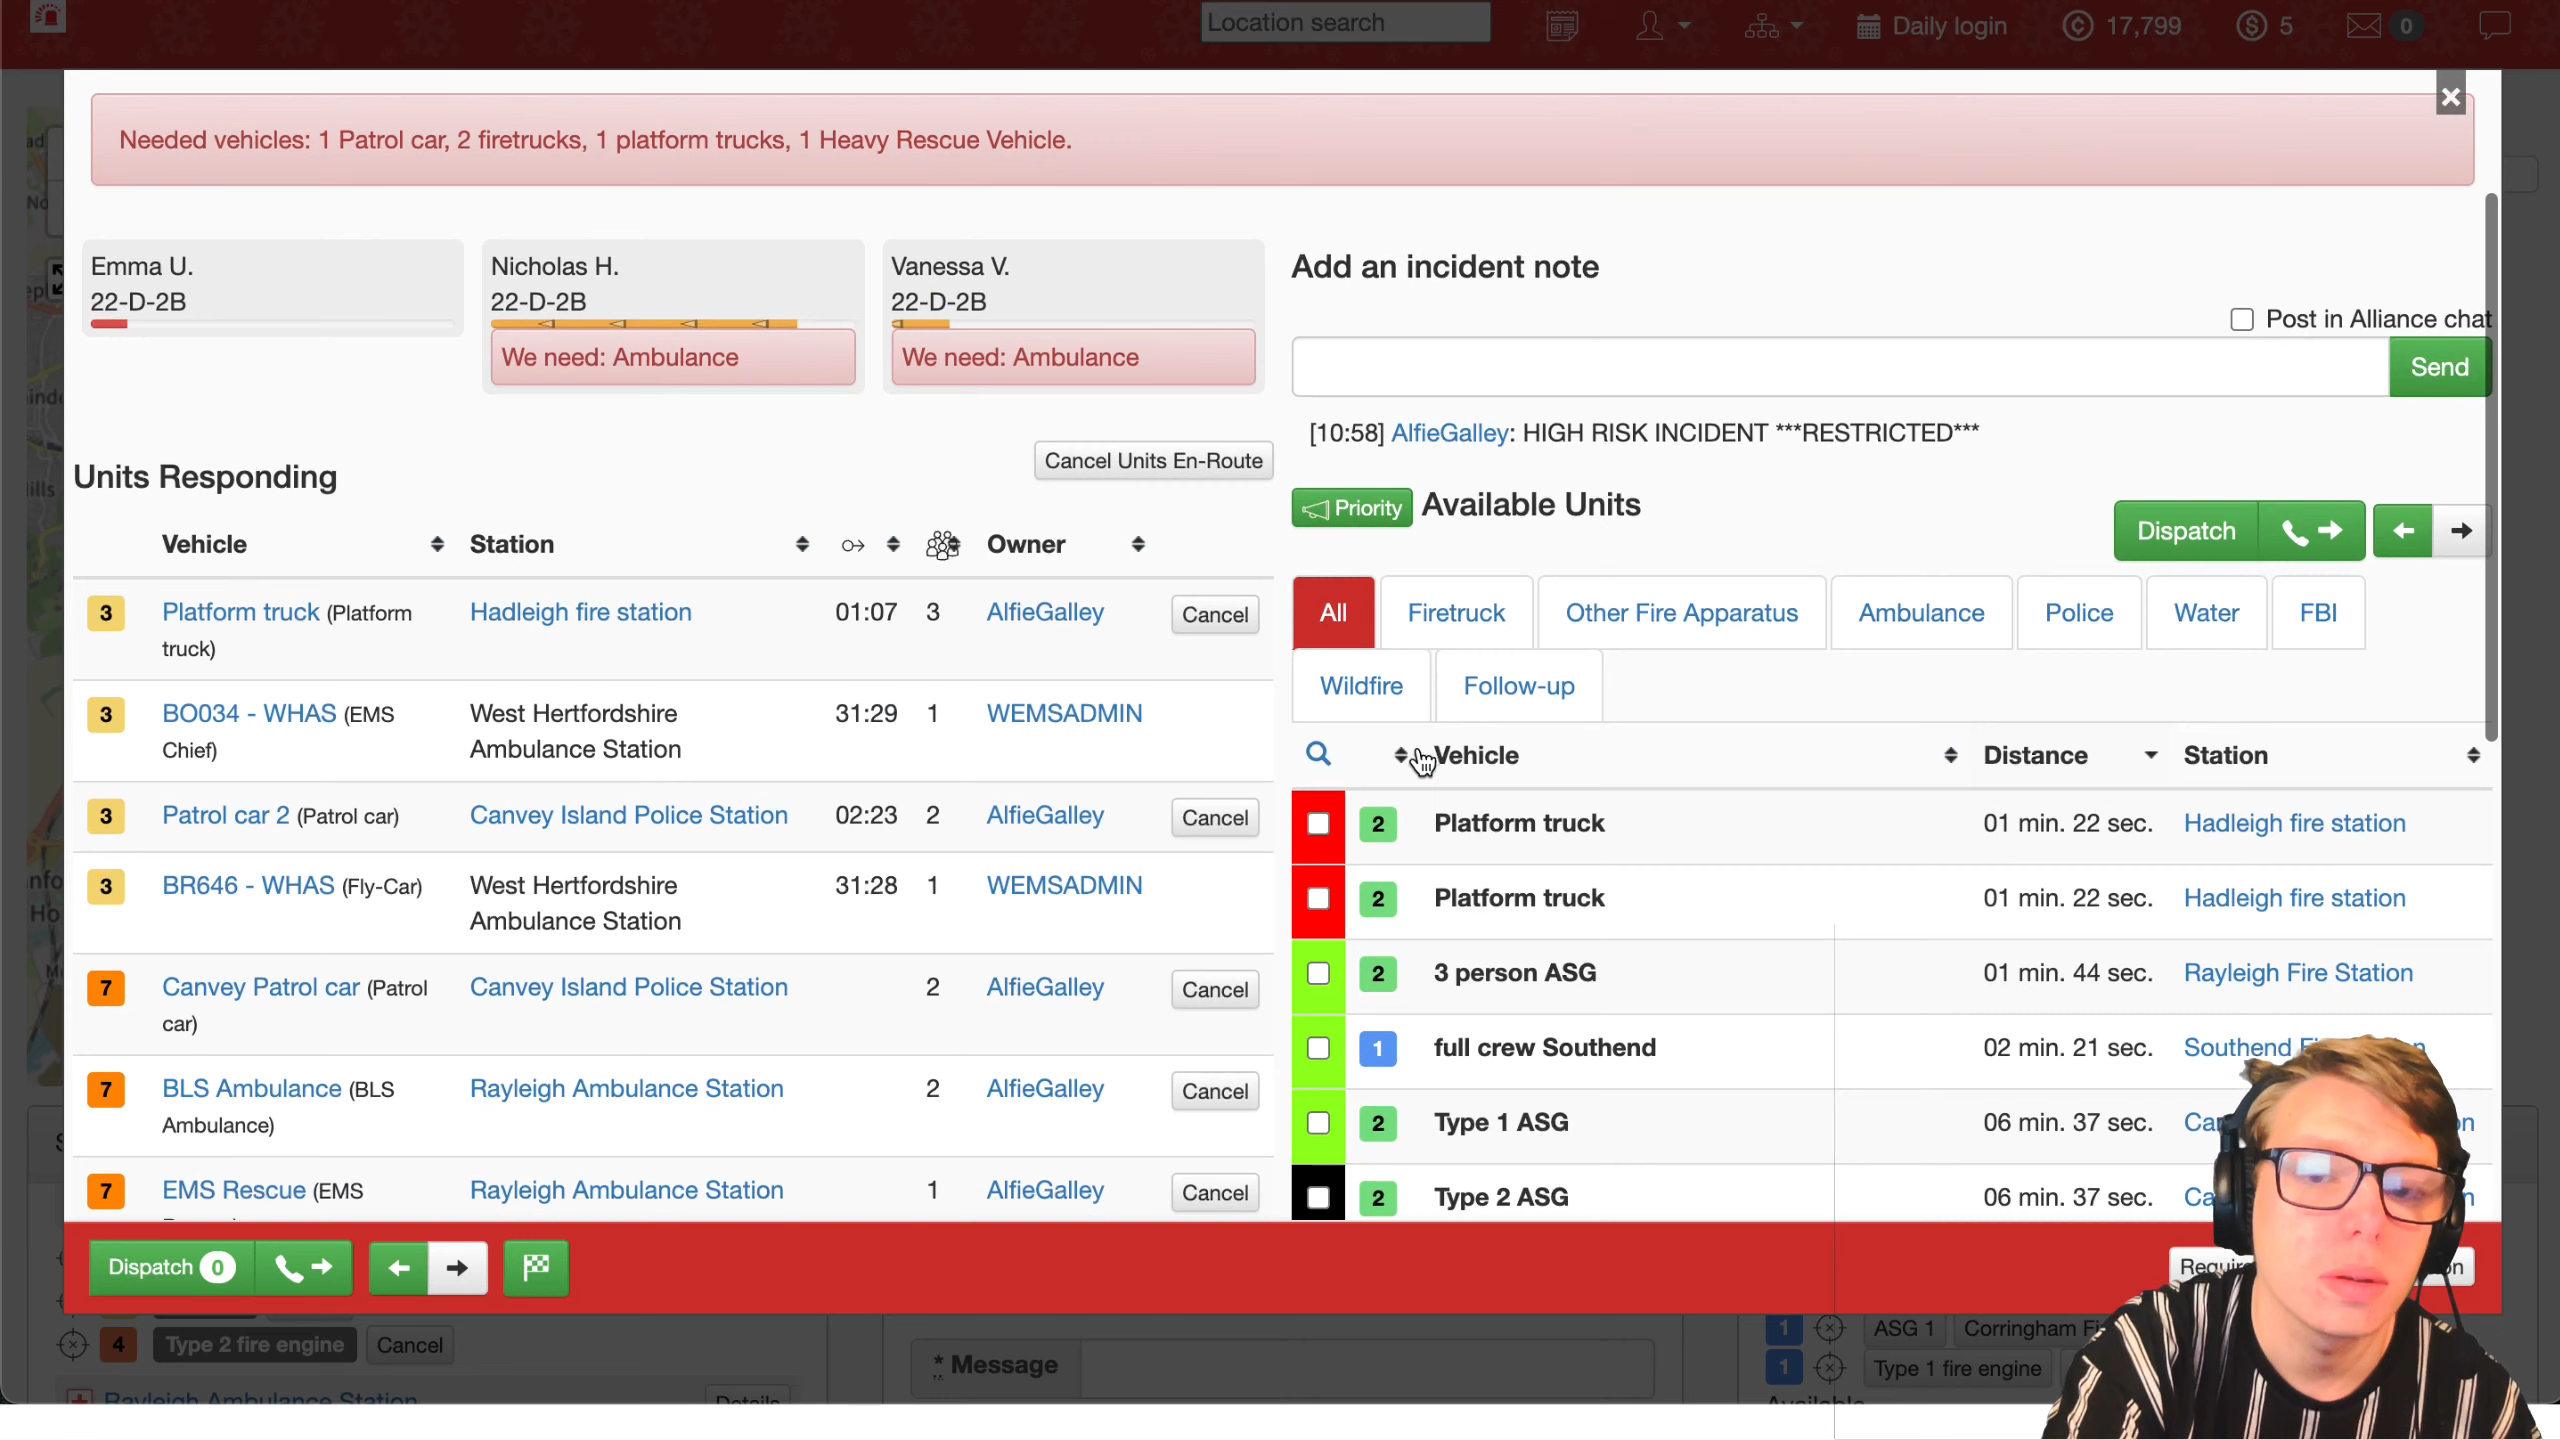 Location search
Daily login
17,799
5
0
Needed vehicles: 1 Patrol car, 2 firetrucks, 1 platform trucks, 1 Heavy Rescue Vehicle.
Emma U.
22-D-2B
Nicholas H.
22-D-2B
We need: Ambulance
Vanessa V.
22-D-2B
We need: Ambulance
Add an incident note
Post in Alliance chat
Send
[10:58] AlfieGalley: HIGH RISK INCIDENT ***RESTRICTED***
Units Responding
Cancel Units En-Route
Vehicle Station Owner
3 Platform truck (Platform truck) Hadleigh fire station 01:07 3 AlfieGalley Cancel
3 BO034 - WHAS (EMS Chief) West Hertfordshire Ambulance Station 31:29 1 WEMSADMIN
3 Patrol car 2 (Patrol car) Canvey Island Police Station 02:23 2 AlfieGalley Cancel
3 BR646 - WHAS (Fly-Car) West Hertfordshire Ambulance Station 31:28 1 WEMSADMIN
7 Canvey Patrol car (Patrol car) Canvey Island Police Station 2 AlfieGalley Cancel
7 BLS Ambulance (BLS Ambulance) Rayleigh Ambulance Station 2 AlfieGalley Cancel
7 EMS Rescue (EMS Rayleigh Ambulance Station 1 AlfieGalley Cancel
Priority Available Units
Dispatch
All Firetruck Other Fire Apparatus Ambulance Police Water FBI
Wildfire Follow-up
Vehicle Distance Station
2 Platform truck 01 min. 22 sec. Hadleigh fire station
2 Platform truck 01 min. 22 sec. Hadleigh fire station
2 3 person ASG 01 min. 44 sec. Rayleigh Fire Station
1 full crew Southend 02 min. 21 sec. Southend
2 Type 1 ASG 06 min. 37 sec.
2 Type 2 ASG 06 min. 37 sec.
Dispatch 0
4 Type 2 fire engine Cancel
Rayleigh Ambulance Station Details
* Message
1 ASG 1 Corringham
1 Type 1 fire engine
Available